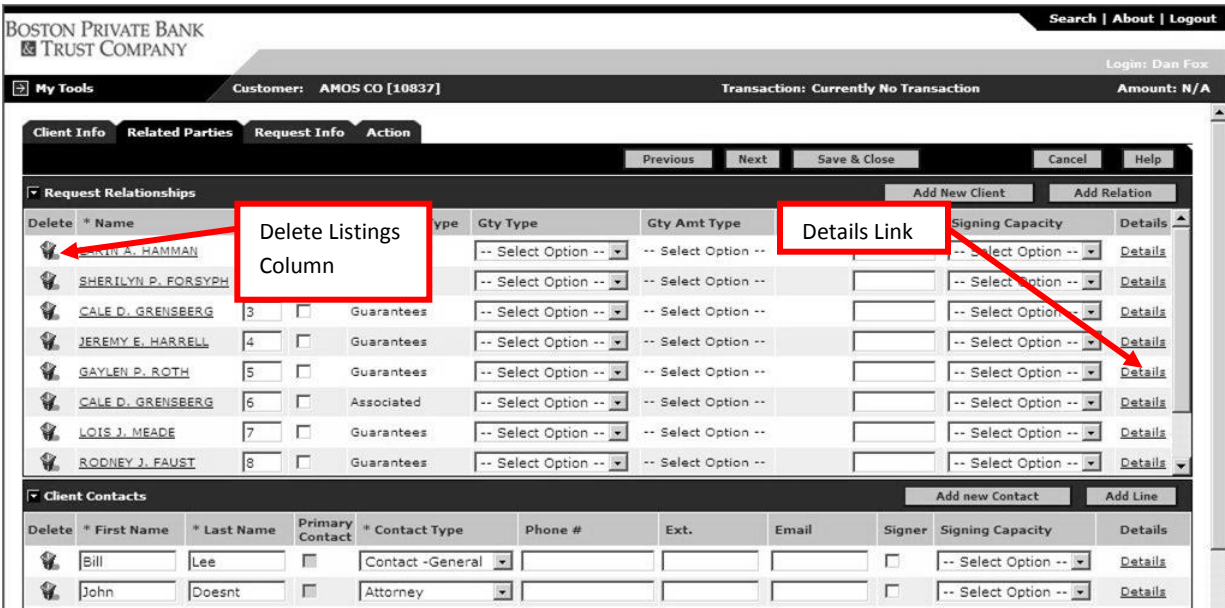 Search | About | Logout
BOSTON PRIVATE BANK
& TRUST COMPANY
Login: Dan Fox
My Tools Customer: AMOS CO [10837] Transaction: Currently No Transaction Amount: N/A
Client Info Related Parties Request Info Action
Previous Next Save & Close Cancel Help
Request Relationships Add New Client Add Relation
Delete * Name Type Gty Type Gty Amt Type Signing Capacity Details
Delete Listings
Column
Details Link
A. HAMMAN -- Select Option -- -- Select Option -- -- Select Option -- Details
SHERILYN P. FORSYPH -- Select Option -- -- Select Option -- -- Select Option -- Details
CALE D. GRENSBERG 3 Guarantees -- Select Option -- -- Select Option -- -- Select Option -- Details
JEREMY E. HARRELL 4 Guarantees -- Select Option -- -- Select Option -- -- Select Option -- Details
GAYLEN P. ROTH 5 Guarantees -- Select Option -- -- Select Option -- -- Select Option -- Details
CALE D. GRENSBERG 6 Associated -- Select Option -- -- Select Option -- -- Select Option -- Details
LOIS J. MEADE 7 Guarantees -- Select Option -- -- Select Option -- -- Select Option -- Details
RODNEY J. FAUST 8 Guarantees -- Select Option -- -- Select Option -- -- Select Option -- Details
Client Contacts Add new Contact Add Line
Delete * First Name * Last Name Primary Contact * Contact Type Phone # Ext. Email Signer Signing Capacity Details
Bill Lee Contact -General -- Select Option -- Details
John Doesnt Attorney -- Select Option -- Details